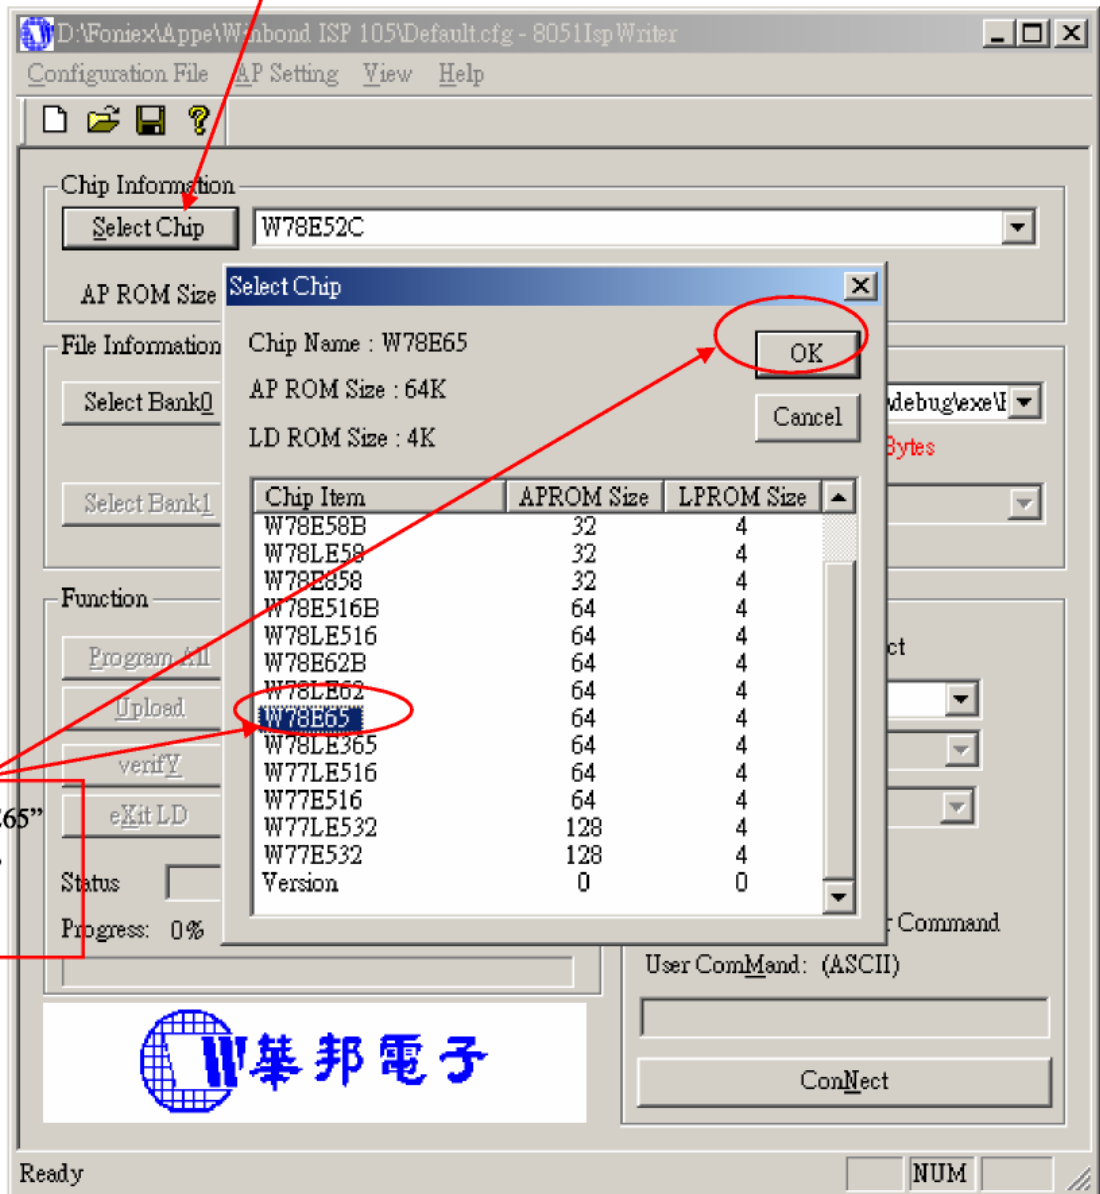 D:\Foniex\Appe\Winbond ISP 105\Default.cfg - 8051IspWriter
Configuration File AP Setting View Help
Chip Information
Select Chip W78E52C
AP ROM Size
Select Chip
Chip Name : W78E65
OK
AP ROM Size : 64K
Cancel
LD ROM Size : 4K
Chip Item APROM Size LPROM Size
W78E58B 32 4
W78LE58 32 4
W78E858 32 4
W78E516B 64 4
W78LE516 64 4
W78E62B 64 4
W78LE62 64 4
W78E65 64 4
W78LE365 64 4
W77LE516 64 4
W77E516 64 4
W77LE532 128 4
W77E532 128 4
Version 0 0
File Information
Select Bank0
\debug\exe\
Bytes
Select Bank1
Function
Program All
Upload
verifY
eXit LD
65”
Status
Progress: 0%
ct
Command
User ComMand: (ASCII)
ConNect
華邦電子
Ready NUM